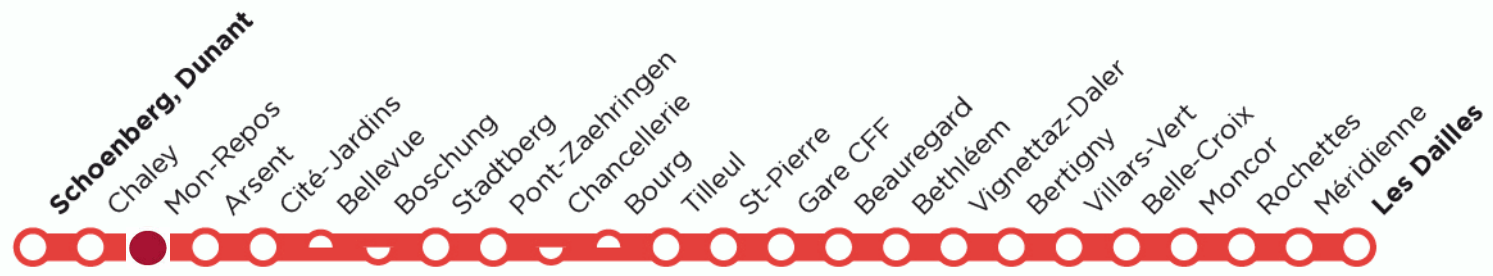 Schoenberg, Dunant
Chaley
Mon-Repos
Arsent
Cité-Jardins
Bellevue
Boschung
Stadtberg
Pont-Zaehringen
Chancellerie
Bourg
Tilleul
St-Pierre
Gare CFF
Beauregard
Bethléem
Vignettaz-Daler
Bertigny
Villars-Vert
Belle-Croix
Moncor
Rochettes
Méridienne
Les Dailles